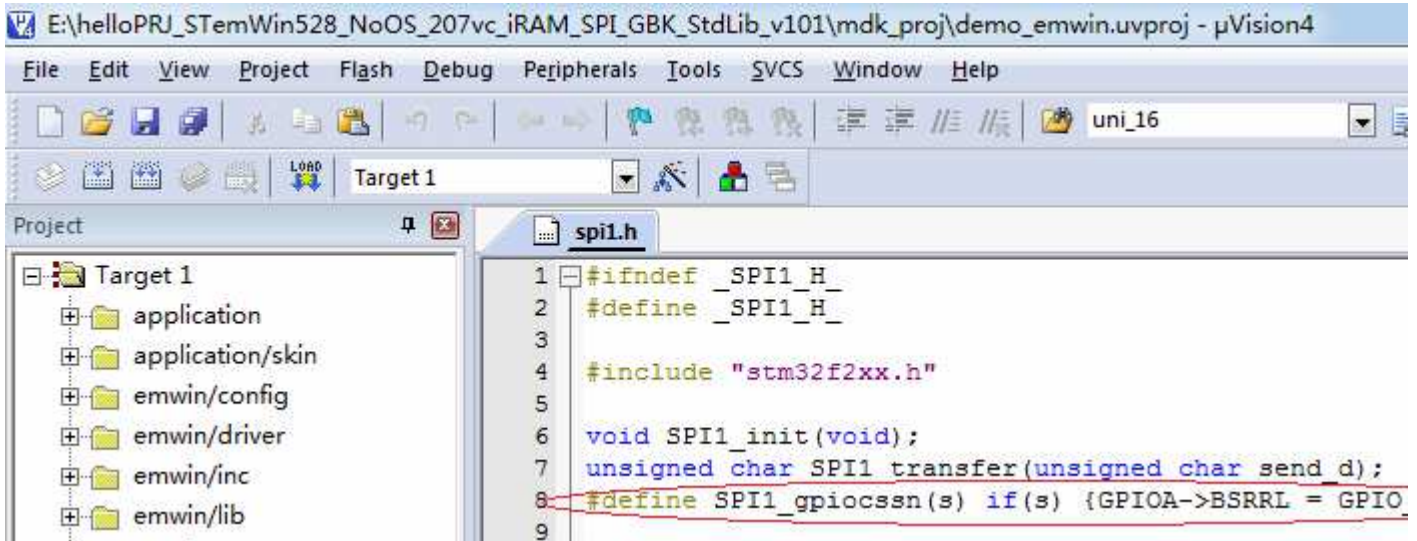 E:\helloPRJ_STemWin528_NoOS_207vc_iRAM_SPI_GBK_StdLib_v101\mdk_proj\demo_emwin.uvproj - µVision4
File Edit View Project Flash Debug Peripherals Tools SVCS Window Help
uni_16
LOAD
Target 1
Project
Target 1
application
application/skin
emwin/config
emwin/driver
emwin/inc
emwin/lib
spi1.h
1 #ifndef _SPI1_H_
2 #define _SPI1_H_
3
4 #include "stm32f2xx.h"
5
6 void SPI1_init(void);
7 unsigned char SPI1_transfer(unsigned char send_d);
8 #define SPI1_gpiocssn(s) if(s) {GPIOA->BSRRL = GPIO_
9